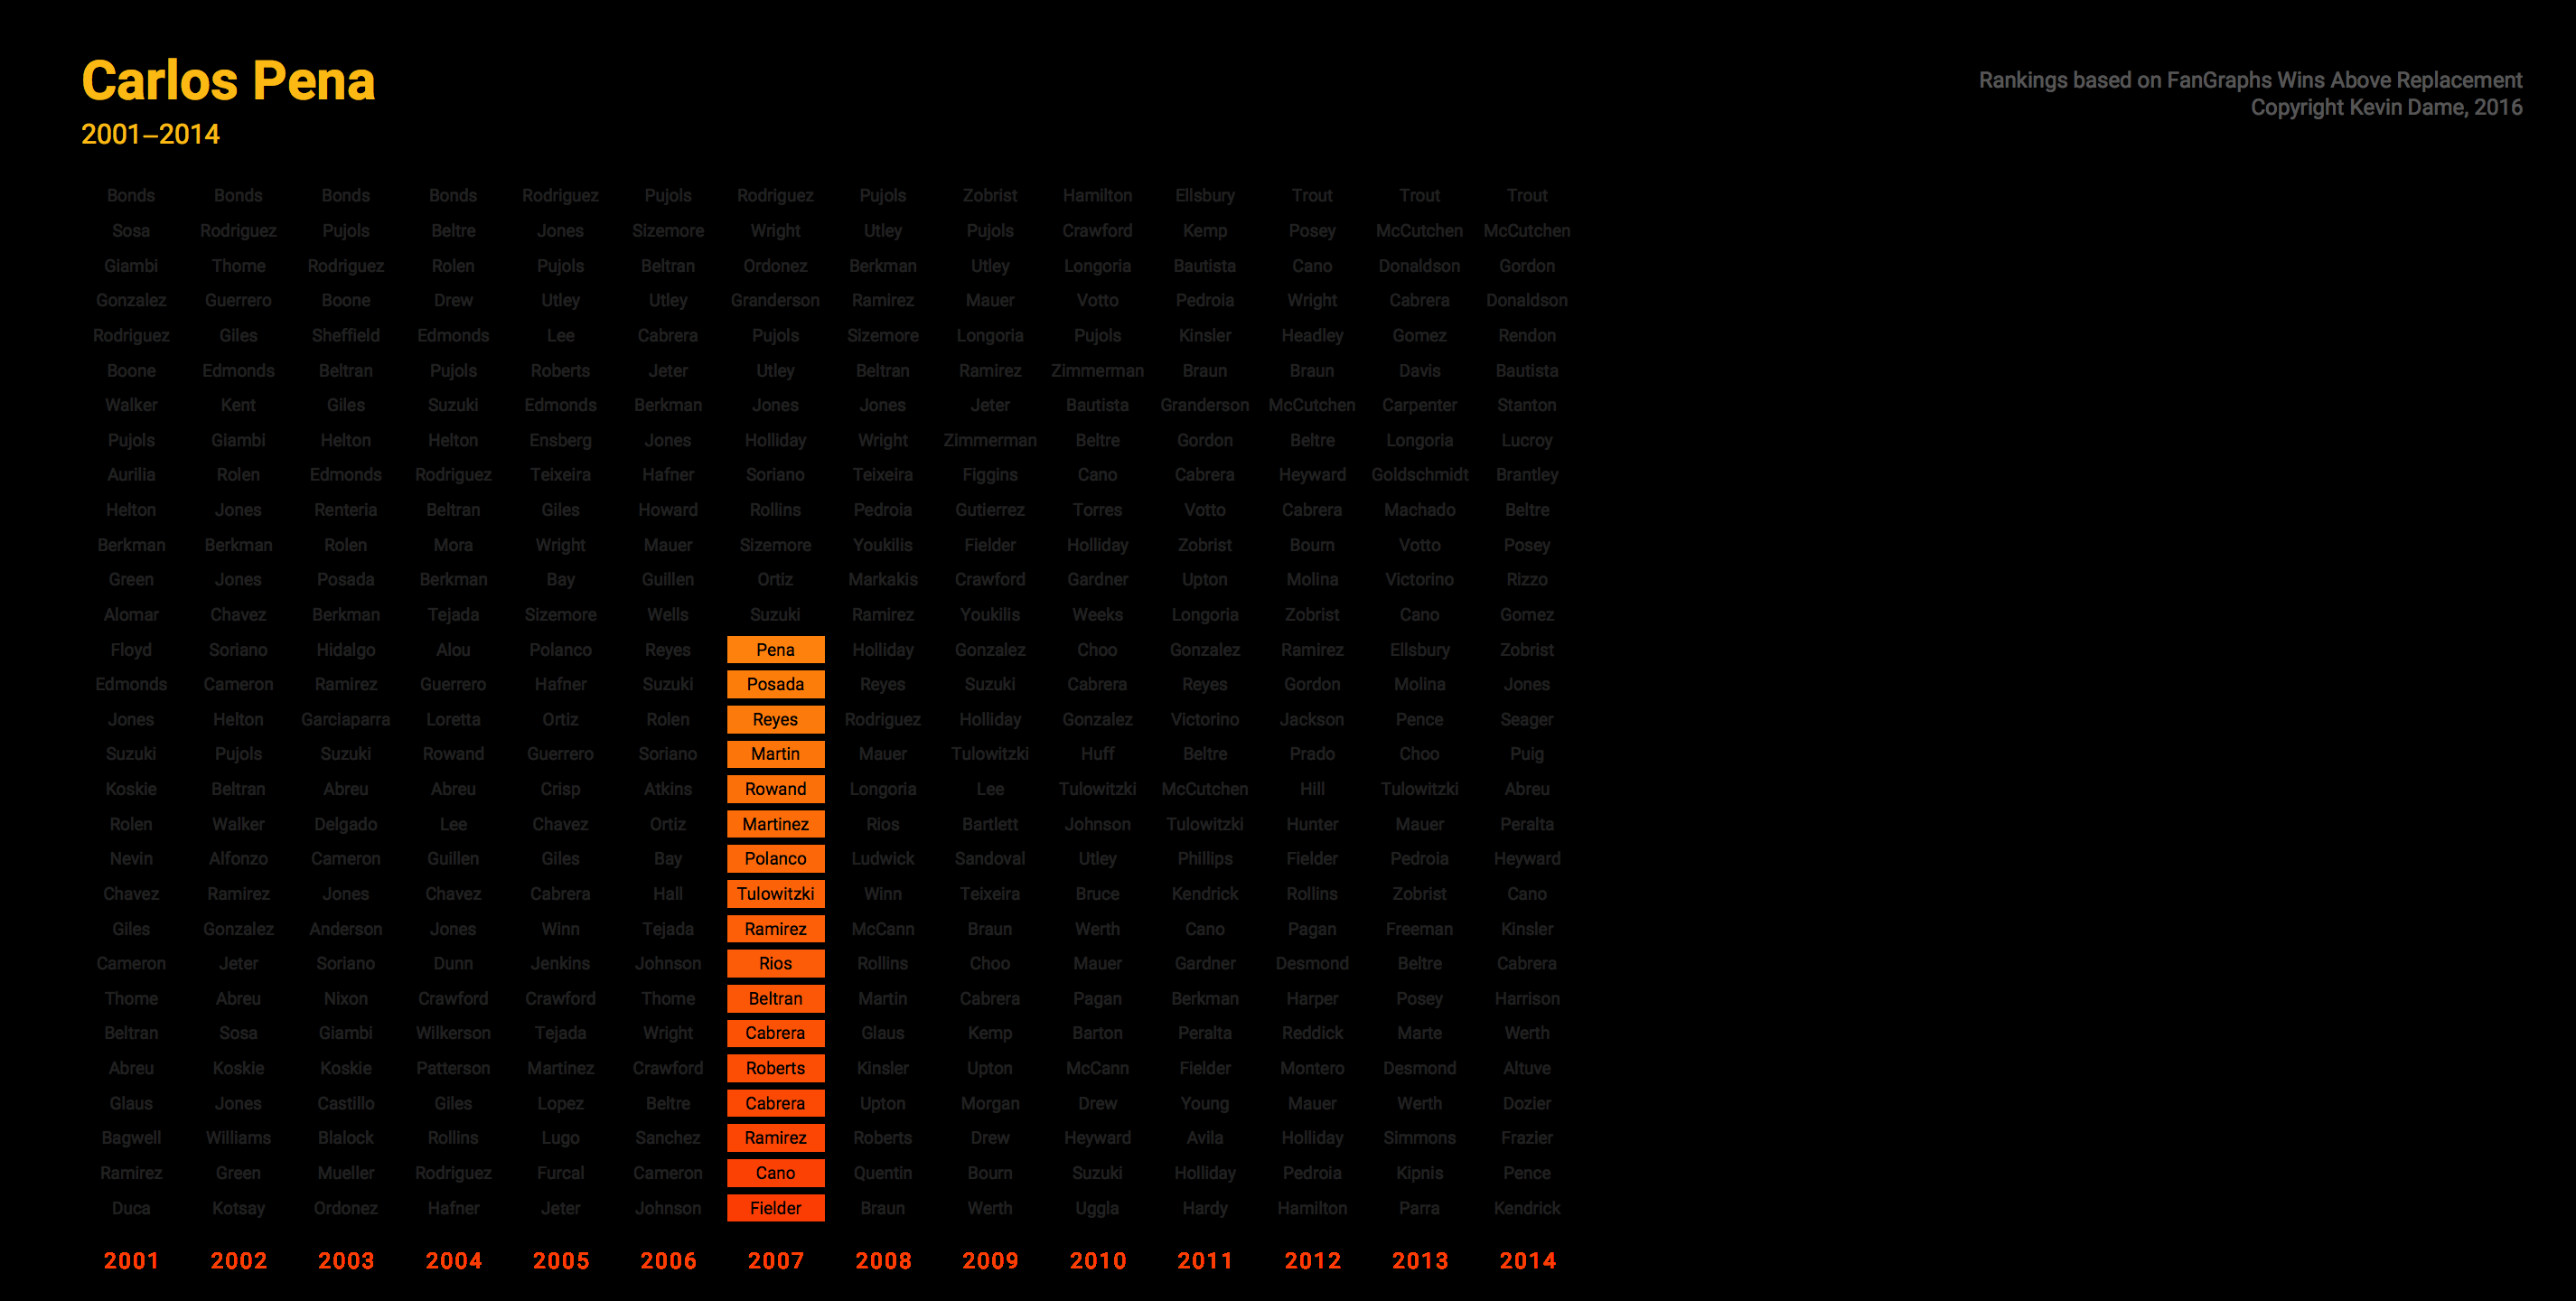 Carlos Pena
2001–2014
Rankings based on FanGraphs Wins Above Replacement
Copyright Kevin Dame, 2016
Bonds Bonds Bonds Bonds Rodriguez Pujols Rodriguez Pujols Zobrist Hamilton Ellsbury Trout Trout Trout
Sosa Rodriguez Pujols Beltre Jones Sizemore Wright Utley Pujols Crawford Kemp Posey McCutchen McCutchen
Giambi Thome Rodriguez Rolen Pujols Beltran Ordonez Berkman Utley Longoria Bautista Cano Donaldson Gordon
Gonzalez Guerrero Boone Drew Utley Utley Granderson Ramirez Mauer Votto Pedroia Wright Cabrera Donaldson
Rodriguez Giles Sheffield Edmonds Lee Cabrera Pujols Sizemore Longoria Pujols Kinsler Headley Gomez Rendon
Boone Edmonds Beltran Pujols Roberts Jeter Utley Beltran Ramirez Zimmerman Braun Braun Davis Bautista
Walker Kent Giles Suzuki Edmonds Berkman Jones Jones Jeter Bautista Granderson McCutchen Carpenter Stanton
Pujols Giambi Helton Helton Ensberg Jones Holliday Wright Zimmerman Beltre Gordon Beltre Longoria Lucroy
Aurilia Rolen Edmonds Rodriguez Teixeira Hafner Soriano Teixeira Figgins Cano Cabrera Heyward Goldschmidt Brantley
Helton Jones Renteria Beltran Giles Howard Rollins Pedroia Gutierrez Torres Votto Cabrera Machado Beltre
Berkman Berkman Rolen Mora Wright Mauer Sizemore Youkilis Fielder Holliday Zobrist Bourn Votto Posey
Green Jones Posada Berkman Bay Guillen Ortiz Markakis Crawford Gardner Upton Molina Victorino Rizzo
Alomar Chavez Berkman Tejada Sizemore Wells Suzuki Ramirez Youkilis Weeks Longoria Zobrist Cano Gomez
Floyd Soriano Hidalgo Alou Polanco Reyes Pena Holliday Gonzalez Choo Gonzalez Ramirez Ellsbury Zobrist
Edmonds Cameron Ramirez Guerrero Hafner Suzuki Posada Reyes Suzuki Cabrera Reyes Gordon Molina Jones
Jones Helton Garciaparra Loretta Ortiz Rolen Reyes Rodriguez Holliday Gonzalez Victorino Jackson Pence Seager
Suzuki Pujols Suzuki Rowand Guerrero Soriano Martin Mauer Tulowitzki Huff Beltre Prado Choo Puig
Koskie Beltran Abreu Abreu Crisp Atkins Rowand Longoria Lee Tulowitzki McCutchen Hill Tulowitzki Abreu
Rolen Walker Delgado Lee Chavez Ortiz Martinez Rios Bartlett Johnson Tulowitzki Hunter Mauer Peralta
Nevin Alfonzo Cameron Guillen Giles Bay Polanco Ludwick Sandoval Utley Phillips Fielder Pedroia Heyward
Chavez Ramirez Jones Chavez Cabrera Hall Tulowitzki Winn Teixeira Bruce Kendrick Rollins Zobrist Cano
Giles Gonzalez Anderson Jones Winn Tejada Ramirez McCann Braun Werth Cano Pagan Freeman Kinsler
Cameron Jeter Soriano Dunn Jenkins Johnson Rios Rollins Choo Mauer Gardner Desmond Beltre Cabrera
Thome Abreu Nixon Crawford Crawford Thome Beltran Martin Cabrera Pagan Berkman Harper Posey Harrison
Beltran Sosa Giambi Wilkerson Tejada Wright Cabrera Glaus Kemp Barton Peralta Reddick Marte Werth
Abreu Koskie Koskie Patterson Martinez Crawford Roberts Kinsler Upton McCann Fielder Montero Desmond Altuve
Glaus Jones Castillo Giles Lopez Beltre Cabrera Upton Morgan Drew Young Mauer Werth Dozier
Bagwell Williams Blalock Rollins Lugo Sanchez Ramirez Roberts Drew Heyward Avila Holliday Simmons Frazier
Ramirez Green Mueller Rodriguez Furcal Cameron Cano Quentin Bourn Suzuki Holliday Pedroia Kipnis Pence
Duca Kotsay Ordonez Hafner Jeter Johnson Fielder Braun Werth Uggla Hardy Hamilton Parra Kendrick
2001 2002 2003 2004 2005 2006 2007 2008 2009 2010 2011 2012 2013 2014